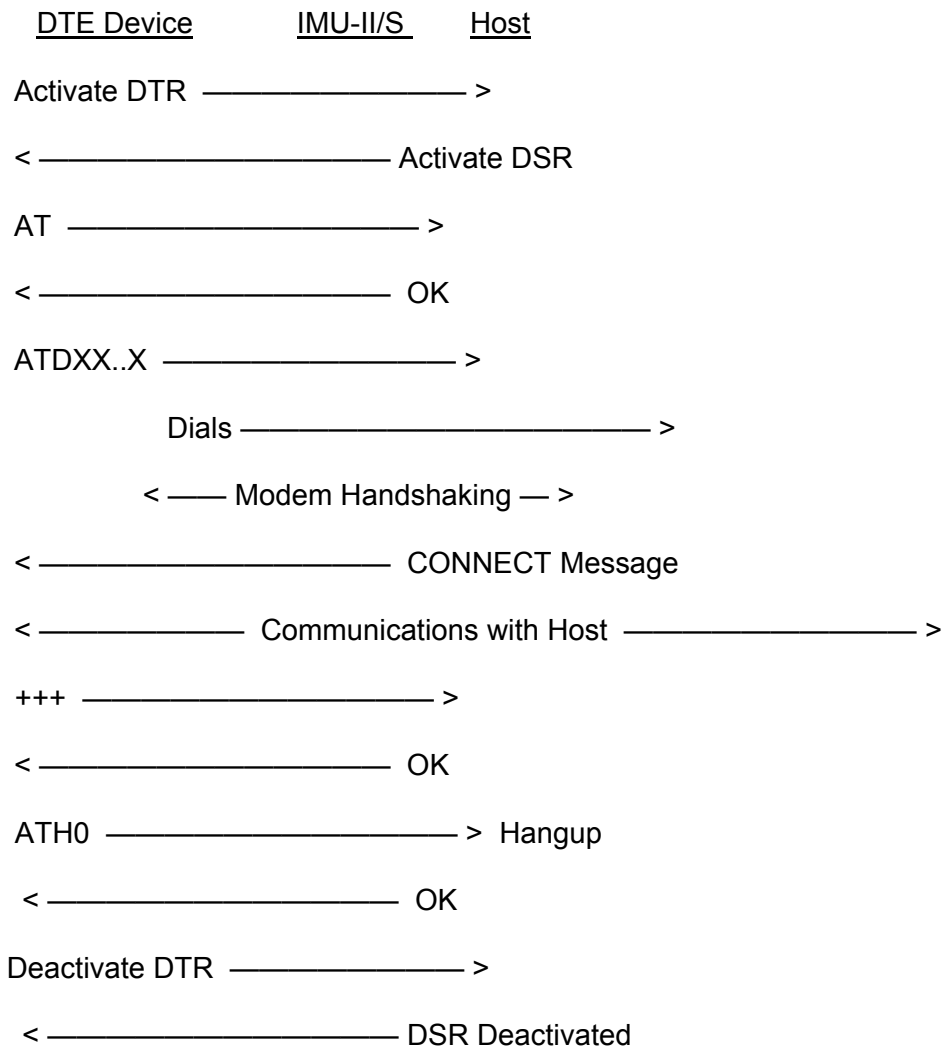 DTE Device IMU-II/S Host
Activate DTR ————————— >
< ———————————— Activate DSR
AT ———————————— >
< ———————————— OK
ATDXX..X —————————— >
Dials —————————————— >
< —— Modem Handshaking — >
< ———————————— CONNECT Message
< ——————— Communications with Host —————————— >
+++ ———————————— >
< ———————————— OK
ATH0 ———————————— > Hangup
< ———————————— OK
Deactivate DTR ———————— >
< ———————————— DSR Deactivated